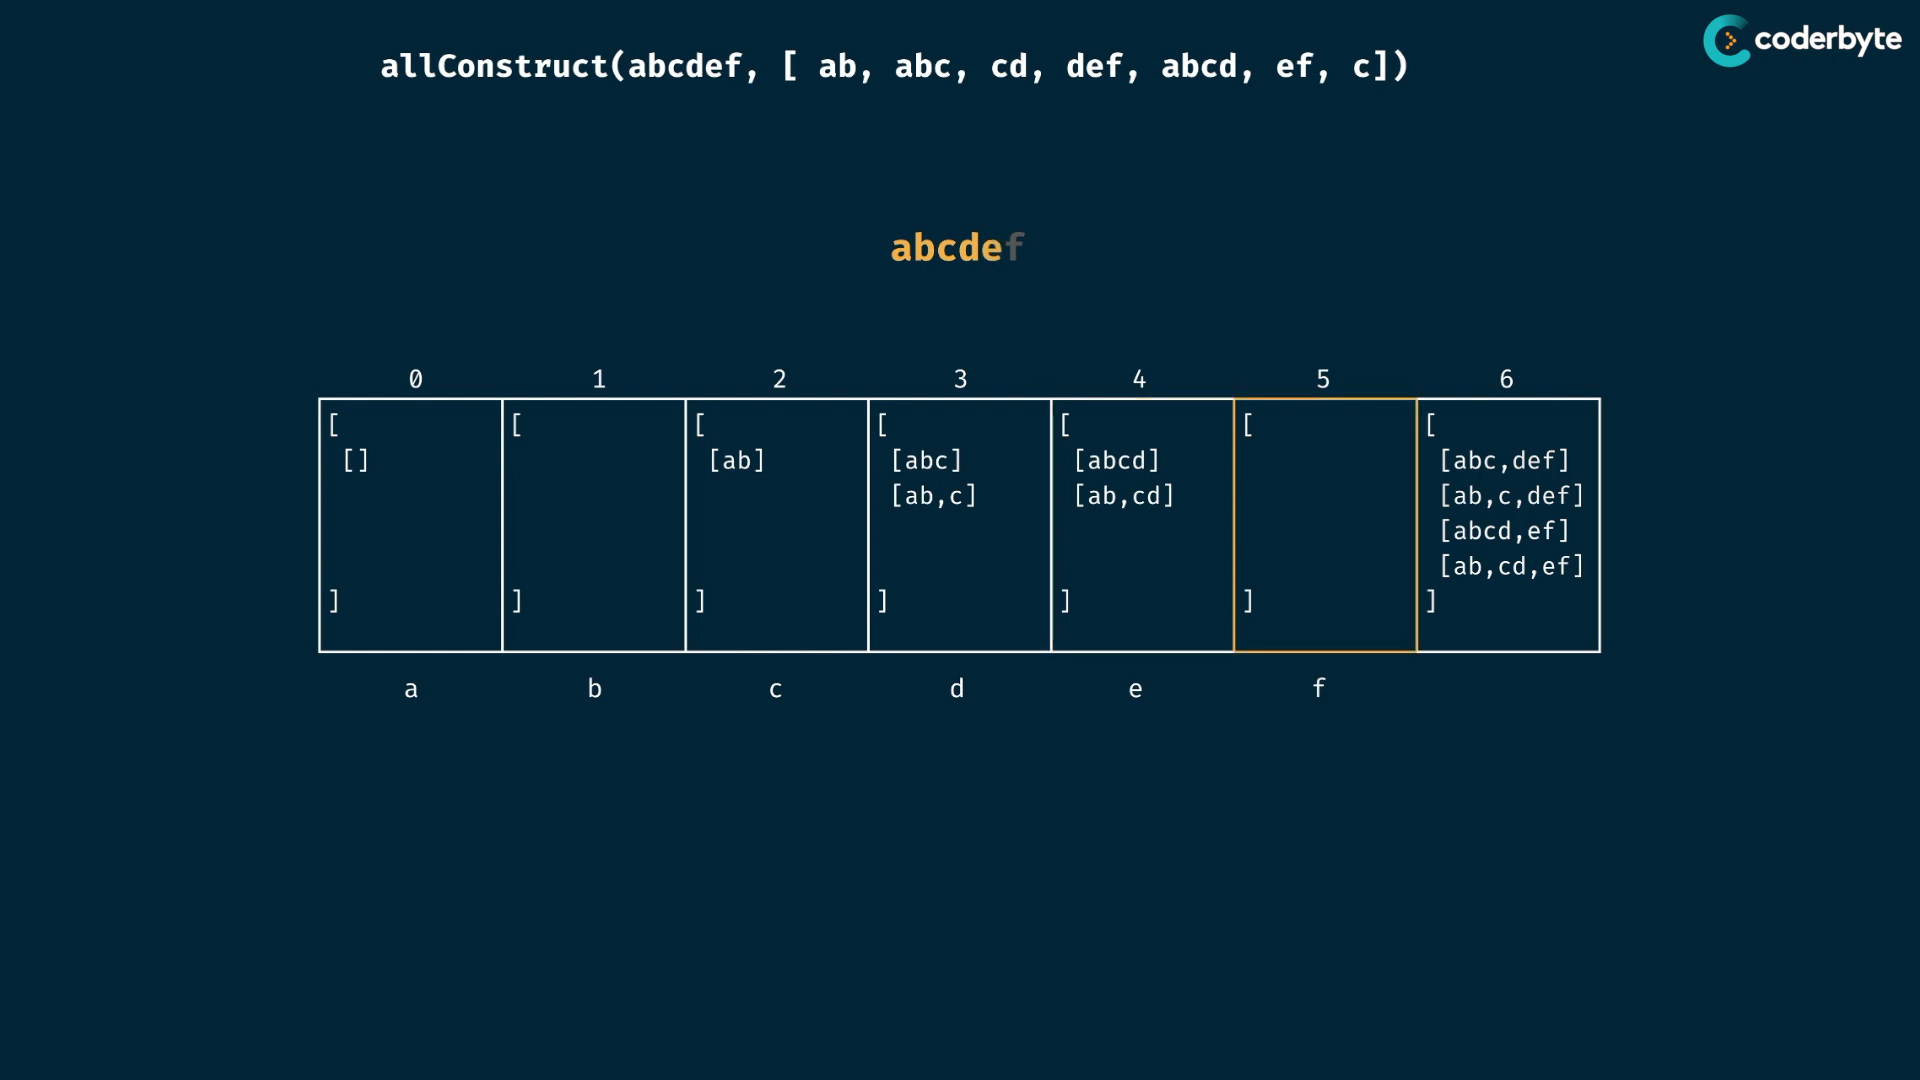 coderbyte
allConstruct(abcdef, [ ab, abc, cd, def, abcd, ef, c])
abcdef
0 1 2 3 4 5 6
[ [ [ [ [ [ [
[] [ab] [abc] [abcd] [abc,def]
[ab,c] [ab,cd] [ab,c,def]
[abcd,ef]
[ab,cd,ef]
] ] ] ] ] ] ]
a b c d e f